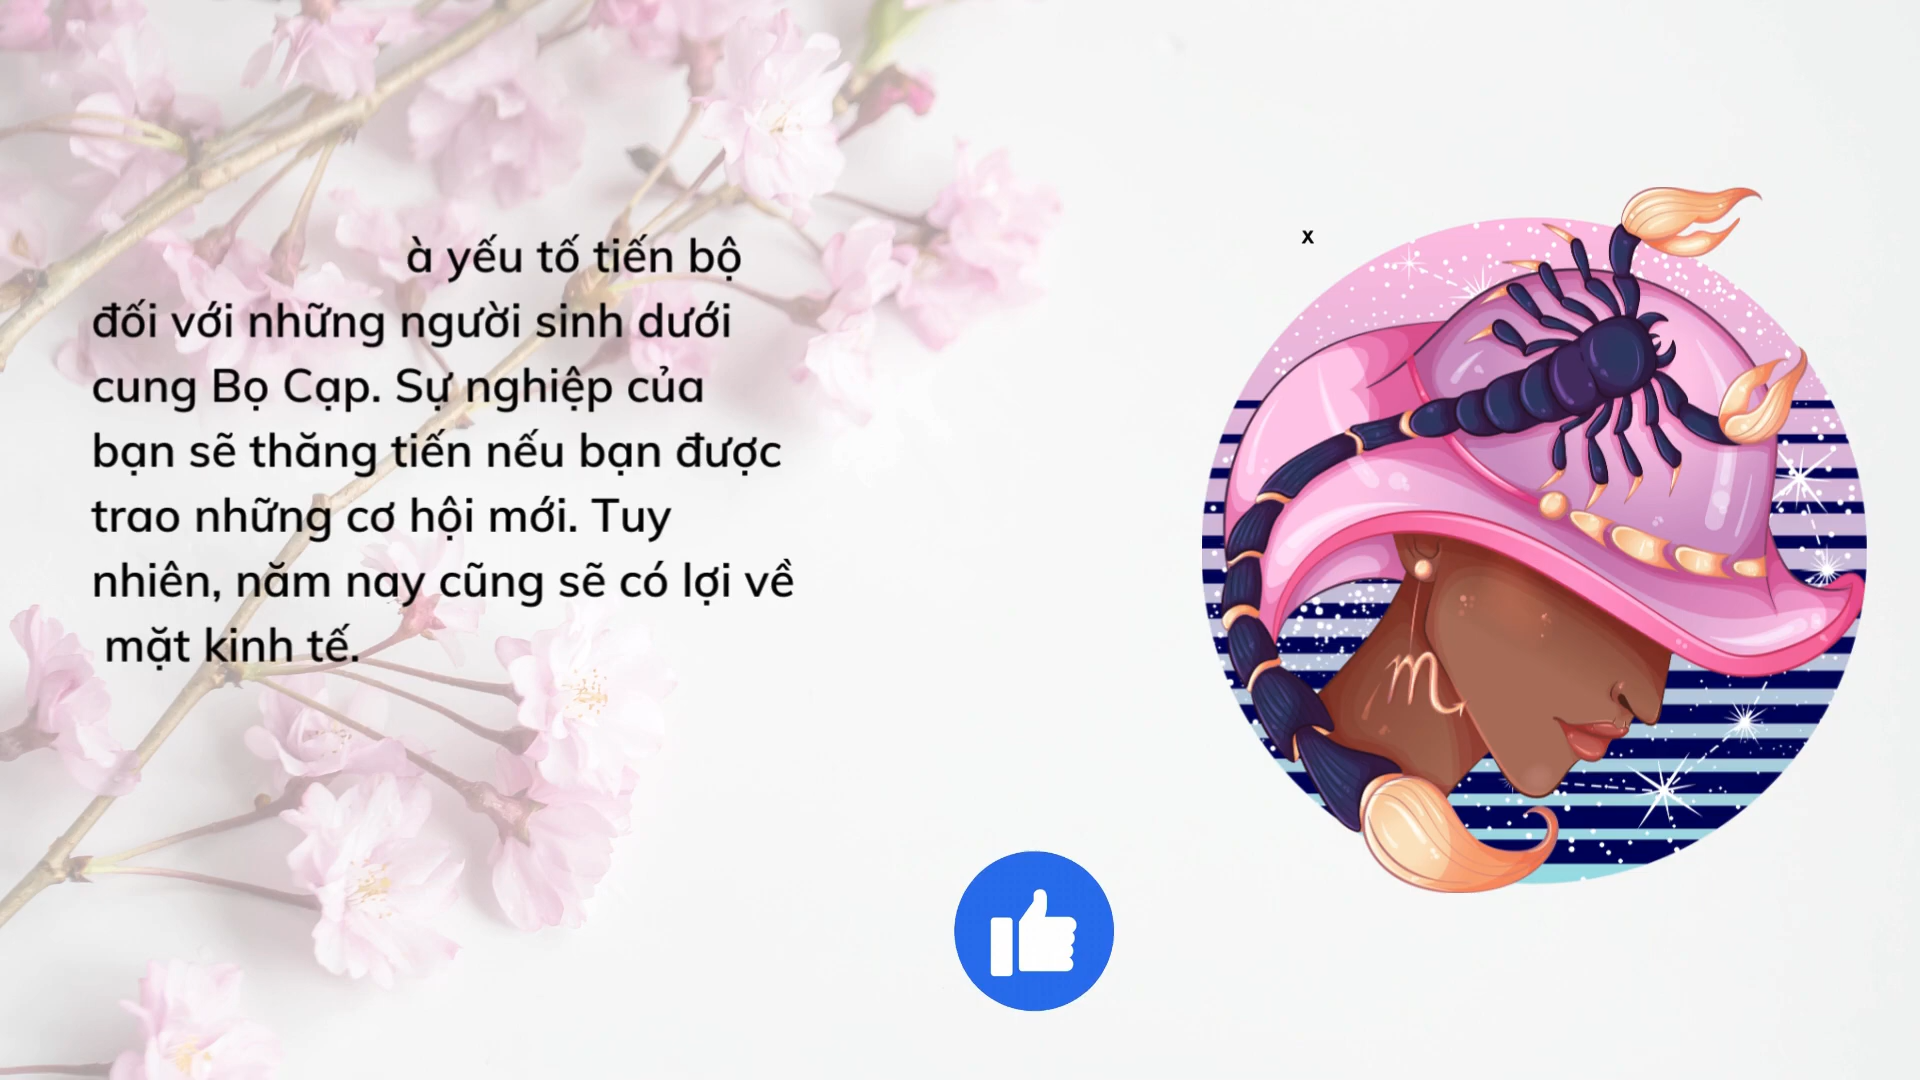 à yếu tố tiến bộ
đối với những người sinh dưới
cung Bọ Cạp. Sự nghiệp của
bạn sẽ thăng tiến nếu bạn được
trao những cơ hội mới. Tuy
nhiên, năm nay cũng sẽ có lợi về
mặt kinh tế.
x